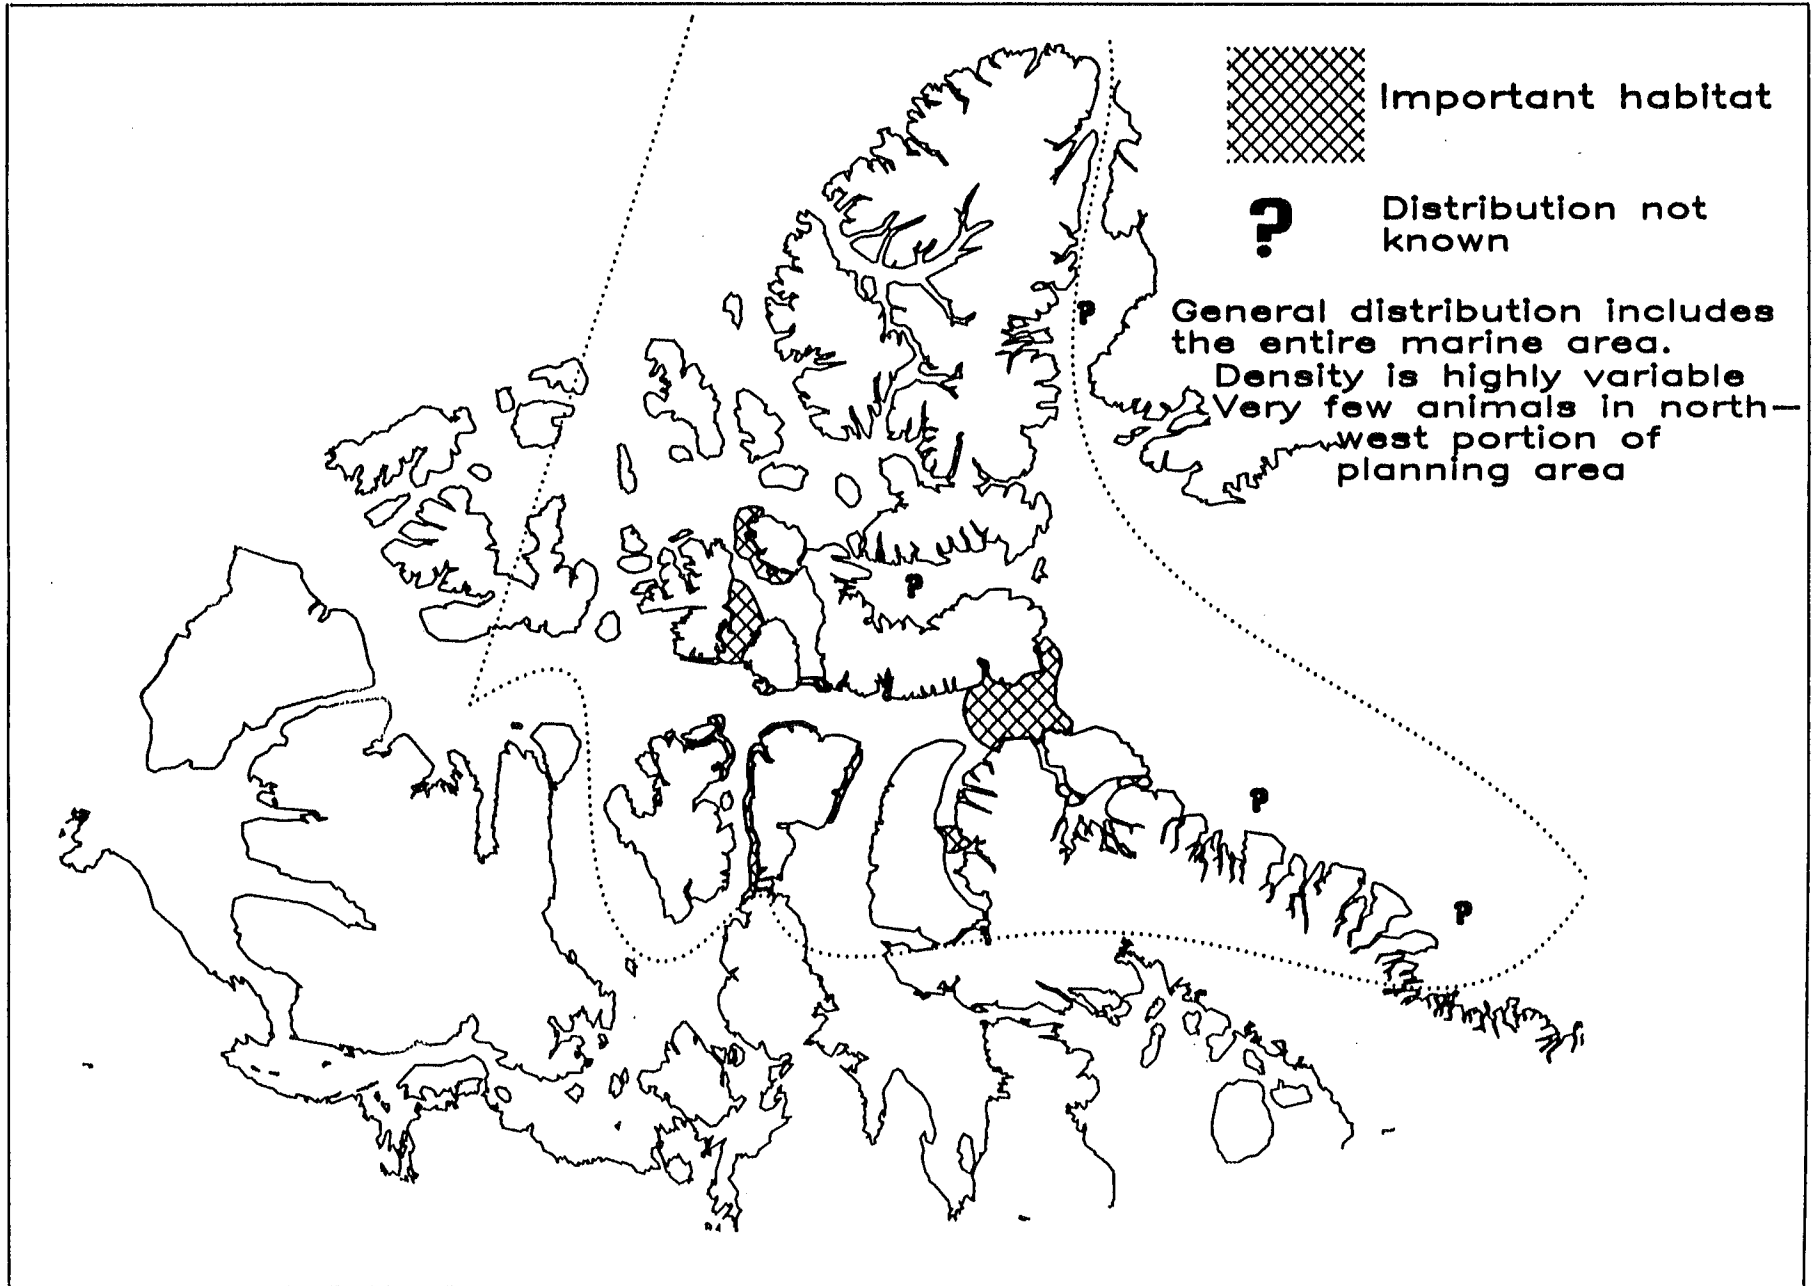 Important habitat
? Distribution not
known
General distribution includes
the entire marine area.
Density is highly variable
Very few animals in north—
west portion of
planning area
?
?
?
?